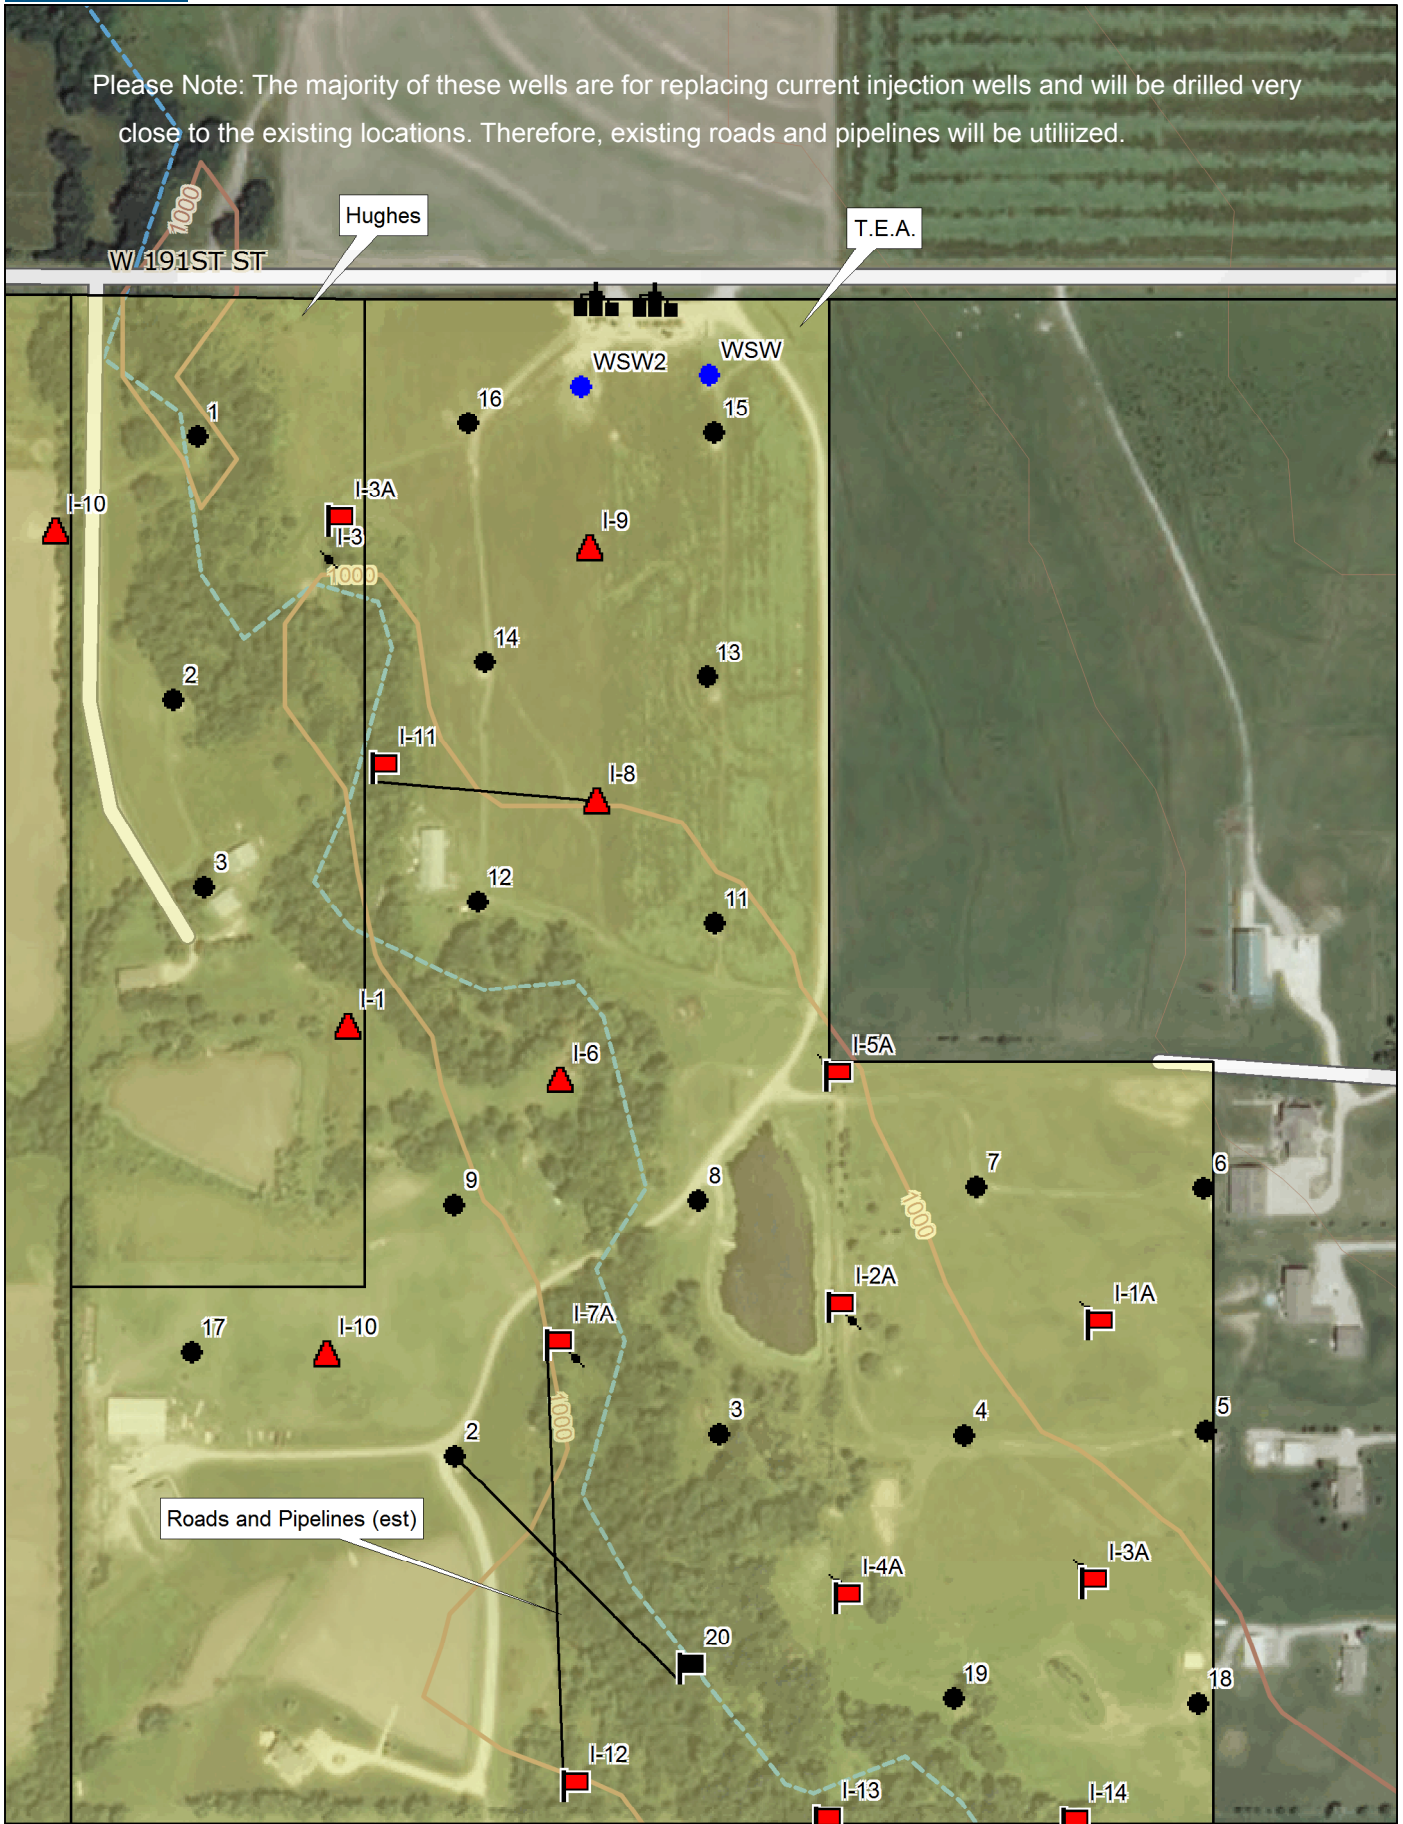 Please Note: The majority of these wells are for replacing current injection wells and will be drilled very
close to the existing locations. Therefore, existing roads and pipelines will be utiliized.
1000
Hughes
T.E.A.
W 191ST ST
WSW2
WSW
16
15
1
I-3A
I-10
I-9
I-3
1000
14
13
2
I-11
I-8
3
12
11
I-1
I-5A
I-6
7
6
9
8
1000
I-2A
I-1A
I-7A
17
I-10
1000
3
4
5
2
Roads and Pipelines (est)
I-4A
I-3A
20
19
18
I-12
I-13
I-14